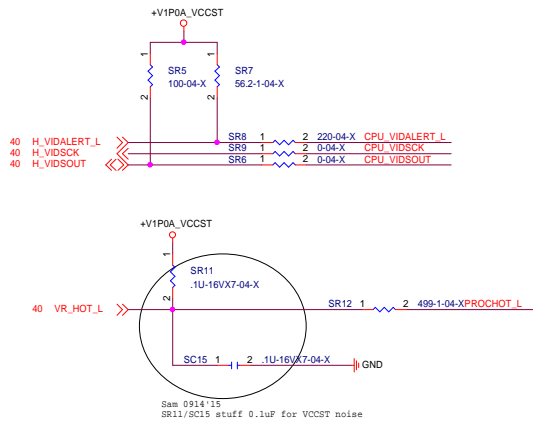 +V1P0A_VCCST
1 1
SR5 SR7
100-04-X 56.2-1-04-X
2 2
40 H_VIDALERT_L SR8 1 2 220-04-X CPU_VIDALERT_L
40 H_VIDSCK SR9 1 2 0-04-X CPU_VIDSCK
40 H_VIDSOUT SR6 1 2 0-04-X CPU_VIDSOUT
+V1P0A_VCCST
1
SR11
.1U-16VX7-04-X
2
40 VR_HOT_L SR12 1 2 499-1-04-X PROCHOT_L
SC15 1 2 .1U-16VX7-04-X GND
Sam 0914'15
SR11/SC15 stuff 0.1uF for VCCST noise